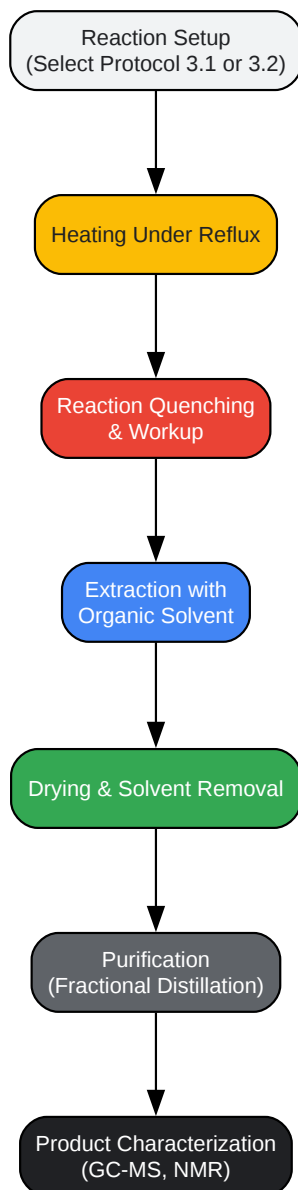 Reaction Setup
(Select Protocol 3.1 or 3.2)
Heating Under Reflux
Reaction Quenching
& Workup
Extraction with
Organic Solvent
Drying & Solvent Removal
Purification
(Fractional Distillation)
Product Characterization
(GC-MS, NMR)